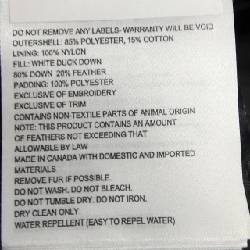 DO NOT REMOVE ANY LABELS-WARRANTY WILL BE VOID
OUTERSHELL: 85% POLYESTER, 15% COTTON
LINING: 100% NYLON
FILL: WHITE DUCK DOWN
80% DOWN 20% FEATHER
PADDING: 100% POLYESTER
EXCLUSIVE OF EMBROIDERY
EXCLUSIVE OF TRIM
CONTAINS NON-TEXTILE PARTS OF ANIMAL ORIGIN
NOTE: THIS PRODUCT CONTAINS AN AMOUNT
OF FEATHERS NOT EXCEEDING THAT
ALLOWABLE BY LAW
MADE IN CANADA WITH DOMESTIC AND IMPORTED
MATERIALS
REMOVE FUR IF POSSIBLE.
DO NOT WASH. DO NOT BLEACH.
DO NOT TUMBLE DRY. DO NOT IRON.
DRY CLEAN ONLY.
WATER REPELLENT (EASY TO REPEL WATER)